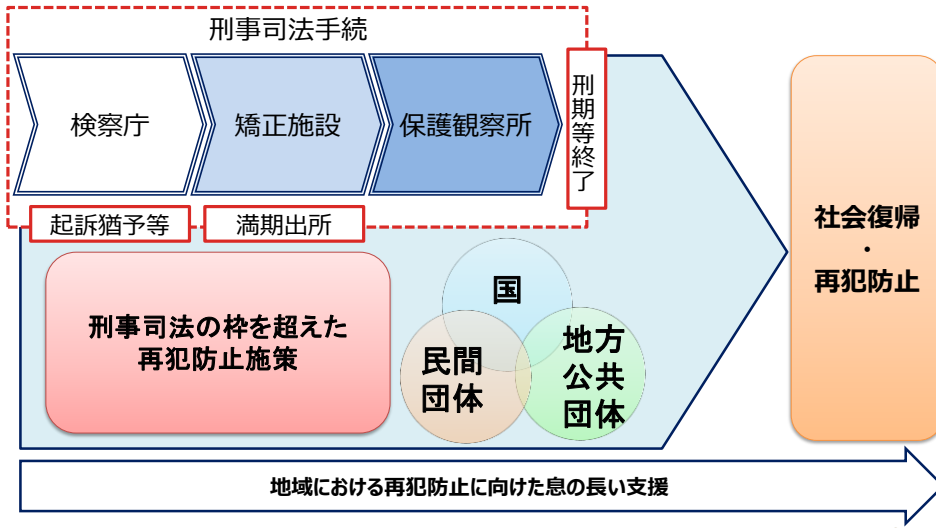 刑事司法手続
検察庁
矯正施設
保護観察所
刑期等終了
起訴猶予等
満期出所
刑事司法の枠を超えた
再犯防止施策
国
民間
団体
地方
公共
団体
社会復帰
・
再犯防止
地域における再犯防止に向けた息の長い支援